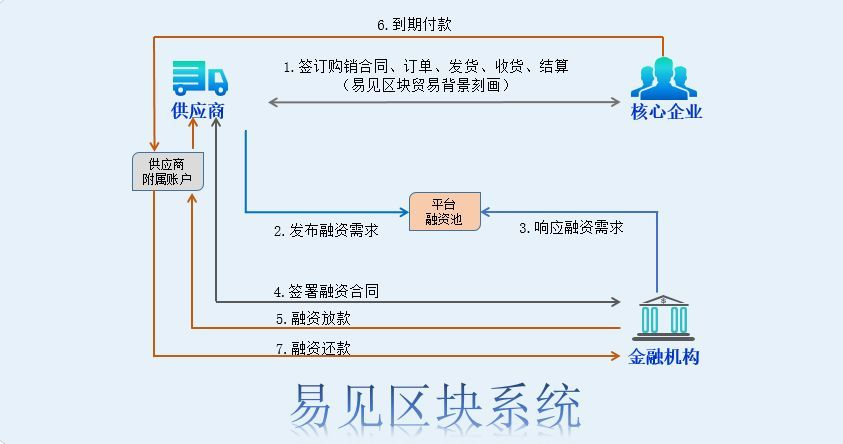 6.到期付款
1.签订购销合同、订单、发货、收货、结算
（易见区块贸易背景刻画）
供应商
核心企业
供应商
附属账户
平台
融资池
2.发布融资需求
3.响应融资需求
4.签署融资合同
5.融资放款
7.融资还款
$
金融机构
易见区块系统